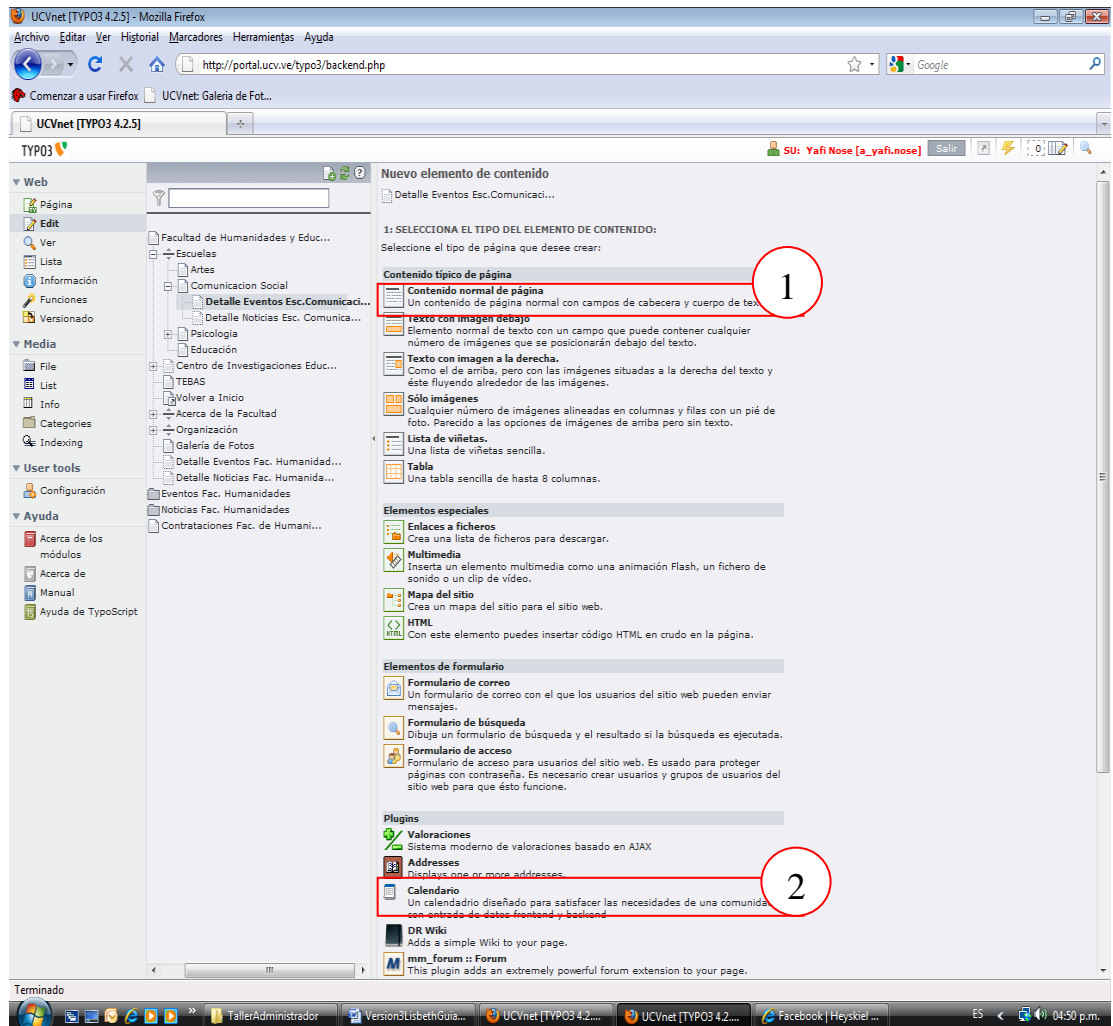 UCVnet [TYPO3 4.2.5] - Mozilla Firefox
Archivo Editar Ver Historial Marcadores Herramientas Ayuda
http://portal.ucv.ve/typo3/backend.php
Google
Comenzar a usar Firefox UCVnet: Galeria de Fot...
UCVnet [TYPO3 4.2.5]
TYPO3
SU: Yafi Nose [a_yafi.nose] Salir 0
Web
Página
Edit
Ver
Lista
Información
Funciones
Versionado
Media
File
List
Info
Categories
Indexing
User tools
Configuración
Ayuda
Acerca de los
módulos
Acerca de
Manual
Ayuda de TypoScript
Facultad de Humanidades y Educ...
Escuelas
Artes
Comunicacion Social
Detalle Eventos Esc.Comunicaci...
Detalle Noticias Esc. Comunica...
Psicologia
Educación
Centro de Investigaciones Educ...
TEBAS
Volver a Inicio
Acerca de la Facultad
Organización
Galería de Fotos
Detalle Eventos Fac. Humanidad...
Detalle Noticias Fac. Humanida...
Eventos Fac. Humanidades
Noticias Fac. Humanidades
Contrataciones Fac. de Humani...
Nuevo elemento de contenido
Detalle Eventos Esc.Comunicaci...
1: SELECCIONA EL TIPO DEL ELEMENTO DE CONTENIDO:
Seleccione el tipo de página que desee crear:
Contenido típico de página
1
Contenido normal de página
Un contenido de página normal con campos de cabecera y cuerpo de
Texto con imagen debajo
Elemento normal de texto con un campo que puede contener cualquier
número de imágenes que se posicionarán debajo del texto.
Texto con imagen a la derecha.
Como el de arriba, pero con las imágenes situadas a la derecha del texto y
éste fluyendo alrededor de las imágenes.
Sólo imágenes
Cualquier número de imágenes alineadas en columnas y filas con un pié de
foto. Parecido a las opciones de imágenes de arriba pero sin texto.
Lista de viñetas.
Una lista de viñetas sencilla.
Tabla
Una tabla sencilla de hasta 8 columnas.
Elementos especiales
Enlaces a ficheros
Crea una lista de ficheros para descargar.
Multimedia
Inserta un elemento multimedia como una animación Flash, un fichero de
sonido o un clip de vídeo.
Mapa del sitio
Crea un mapa del sitio para el sitio web.
HTML
Con este elemento puedes insertar código HTML en crudo en la página.
Elementos de formulario
Formulario de correo
Un formulario de correo con el que los usuarios del sitio web pueden enviar
mensajes.
Formulario de búsqueda
Dibuja un formulario de búsqueda y el resultado si la búsqueda es ejecutada.
Formulario de acceso
Formulario de acceso para usuarios del sitio web. Es usado para proteger
páginas con contraseña. Es necesario crear usuarios y grupos de usuarios del
sitio web para que ésto funcione.
Plugins
Valoraciones
Sistema moderno de valoraciones basado en AJAX
Addresses
Displays one or more addresses.
2
Calendario
Un calendadrio diseñado para satisfacer las necesidades de una
con entrada de datos frontend y backend
DR Wiki
Adds a simple Wiki to your page.
mm_forum :: Forum
This plugin adds an extremely powerful forum extension to your page.
Terminado
TallerAdministrador Version3LisbethGuia... UCVnet [TYPO3 4.2.... UCVnet [TYPO3 4.2.... Facebook | Heyskiel ... ES 04:50 p.m.